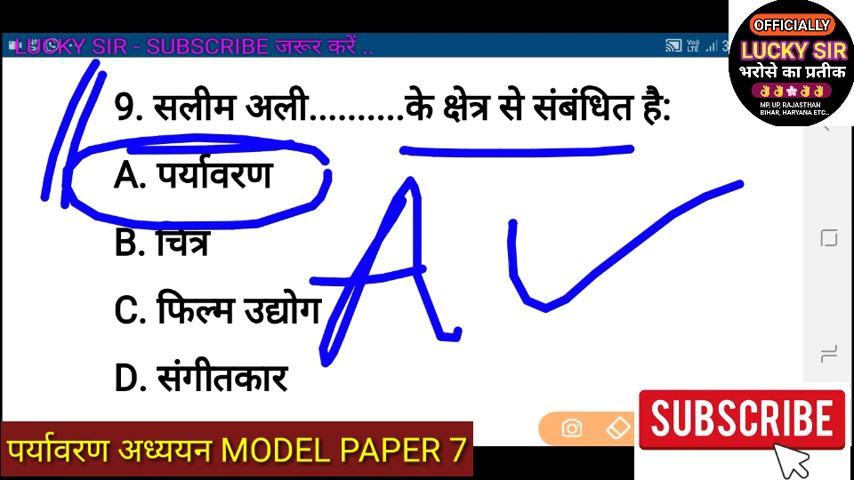 LUCKY SIR - SUBSCRIBE जरूर करें ..
OFFICIALLY
LUCKY SIR
भरोसे का प्रतीक
MP, UP, RAJASTHAN
BIHAR, HARYANA ETC..
9. सलीम अली..........के क्षेत्र से संबंधित है:
A. पर्यावरण
B. चित्र
C. फिल्म उद्योग
D. संगीतकार
A
SUBSCRIBE
पर्यावरण अध्ययन MODEL PAPER 7